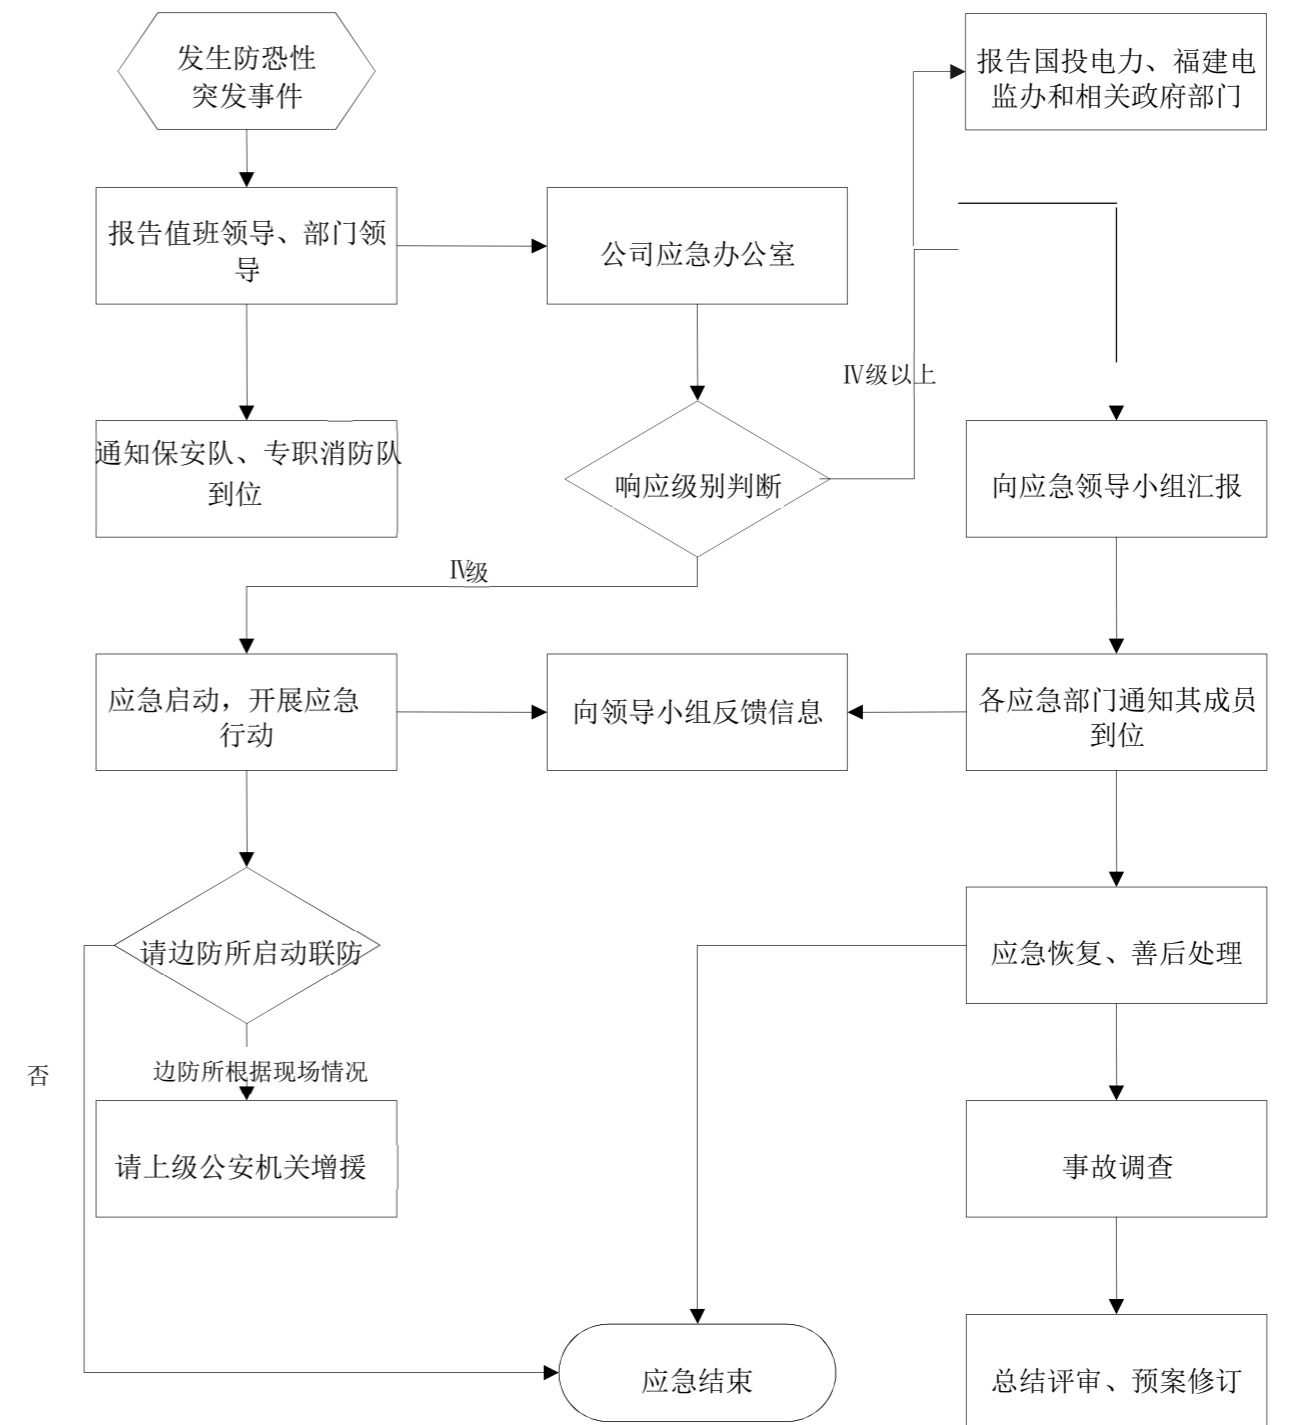 发生防恐性
突发事件
报告国投电力、福建电
监办和相关政府部门
报告值班领导、部门领
导
公司应急办公室
Ⅳ级以上
通知保安队、专职消防队
到位
响应级别判断
向应急领导小组汇报
Ⅳ级
应急启动，开展应急
行动
向领导小组反馈信息
各应急部门通知其成员
到位
请边防所启动联防
应急恢复、善后处理
否
边防所根据现场情况
请上级公安机关增援
事故调查
应急结束
总结评审、预案修订